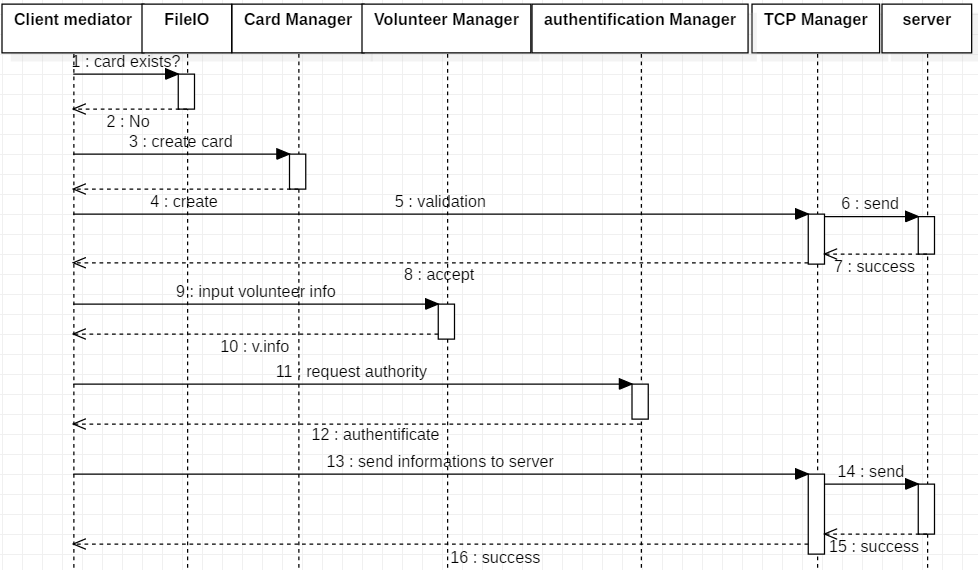 Client mediator
FileIO
Card Manager
Volunteer Manager
authentification Manager
TCP Manager
server
1 : card exists?
2 : No
3 : create card
4 : create
5 : validation
6 : send
7 : success
8 : accept
9 : input volunteer info
10 : v.info
11 : request authority
12 : authentificate
13 : send informations to server
14 : send
15 : success
16 : success